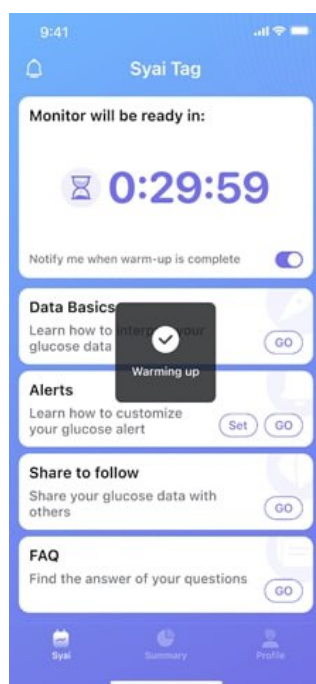 9:41
Syai Tag
Monitor will be ready in:
0:29:59
Notify me when warm-up is complete
Data Basics
Learn how to interpret your
glucose data
GO
Warming up
Alerts
Learn how to customize
your glucose alert
Set
GO
Share to follow
Share your glucose data with
others
GO
FAQ
Find the answer of your questions
GO
Syai
Summary
Profile